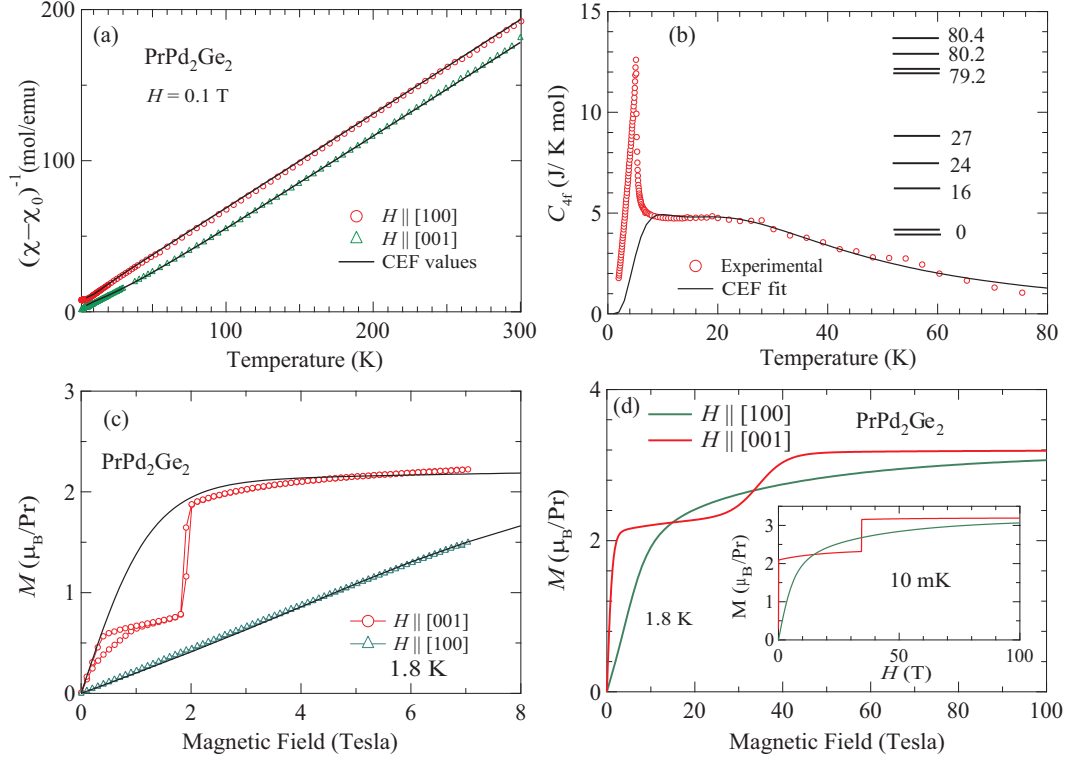 (a)
PrPd₂Ge₂
H = 0.1 T
H || [100]
H || [001]
CEF values
(χ−χ₀)⁻¹(mol/emu)
200
100
0
100
200
300
Temperature (K)
(b)
80.4
80.2
79.2
27
24
16
0
Experimental
CEF fit
C₄f (J/ K mol)
15
10
5
0
0
20
40
60
80
Temperature (K)
(c)
PrPd₂Ge₂
H || [001]
H || [100]
1.8 K
M (μB/Pr)
3
2
1
0
0
2
4
6
8
Magnetic Field (Tesla)
(d)
H || [100]
H || [001]
PrPd₂Ge₂
1.8 K
M (μB/Pr)
4
2
0
0
20
40
60
80
100
Magnetic Field (Tesla)
M (μB/Pr)
3
2
1
0
0
50
100
H (T)
10 mK